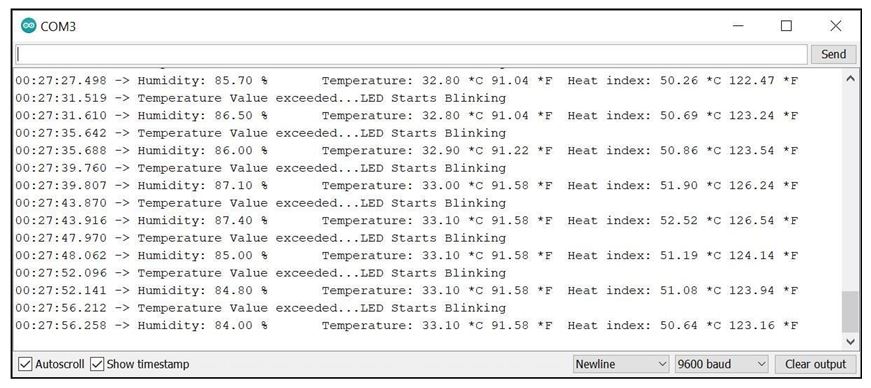 COM3
Send
00:27:27.498 -> Humidity: 85.70 % Temperature: 32.80 *C 91.04 *F Heat index: 50.26 *C 122.47 *F
00:27:31.519 -> Temperature Value exceeded...LED Starts Blinking
00:27:31.610 -> Humidity: 86.50 % Temperature: 32.80 *C 91.04 *F Heat index: 50.69 *C 123.24 *F
00:27:35.642 -> Temperature Value exceeded...LED Starts Blinking
00:27:35.688 -> Humidity: 86.00 % Temperature: 32.90 *C 91.22 *F Heat index: 50.86 *C 123.54 *F
00:27:39.760 -> Temperature Value exceeded...LED Starts Blinking
00:27:39.807 -> Humidity: 87.10 % Temperature: 33.00 *C 91.58 *F Heat index: 51.90 *C 126.24 *F
00:27:43.870 -> Temperature Value exceeded...LED Starts Blinking
00:27:43.916 -> Humidity: 87.40 % Temperature: 33.10 *C 91.58 *F Heat index: 52.52 *C 126.54 *F
00:27:47.970 -> Temperature Value exceeded...LED Starts Blinking
00:27:48.062 -> Humidity: 85.00 % Temperature: 33.10 *C 91.58 *F Heat index: 51.19 *C 124.14 *F
00:27:52.096 -> Temperature Value exceeded...LED Starts Blinking
00:27:52.141 -> Humidity: 84.80 % Temperature: 33.10 *C 91.58 *F Heat index: 51.08 *C 123.94 *F
00:27:56.212 -> Temperature Value exceeded...LED Starts Blinking
00:27:56.258 -> Humidity: 84.00 % Temperature: 33.10 *C 91.58 *F Heat index: 50.64 *C 123.16 *F
Autoscroll Show timestamp Newline 9600 baud Clear output